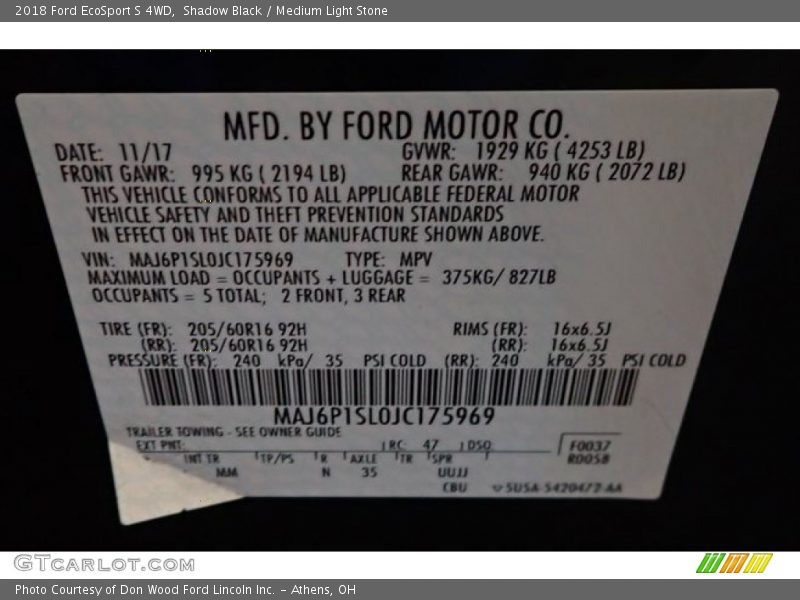 2018 Ford EcoSport S 4WD, Shadow Black / Medium Light Stone
MFD. BY FORD MOTOR CO.
DATE: 11/17 GVWR: 1929 KG ( 4253 LB)
FRONT GAWR: 995 KG ( 2194 LB) REAR GAWR: 940 KG ( 2072 LB)
THIS VEHICLE CONFORMS TO ALL APPLICABLE FEDERAL MOTOR
VEHICLE SAFETY AND THEFT PREVENTION STANDARDS
IN EFFECT ON THE DATE OF MANUFACTURE SHOWN ABOVE.
VIN: MAJ6P1SL0JC175969 TYPE: MPV
MAXIMUM LOAD = OCCUPANTS + LUGGAGE = 375KG/ 827LB
OCCUPANTS = 5 TOTAL; 2 FRONT, 3 REAR
TIRE (FR): 205/60R16 92H RIMS (FR): 16x6.5J
(RR): 205/60R16 92H (RR): 16x6.5J
PRESSURE (FR): 240 kPa/ 35 PSI COLD (RR): 240 kPa/ 35 PSI COLD
MAJ6P1SL0JC175969
TRAILER TOWING - SEE OWNER GUIDE
EXT PNT: RC: 47 DSO: F0037
INT TR TP/PS R AXLE TR SPR R0058
MM N 35 UUJJ
CBU
GTCARLOT.COM
Photo Courtesy of Don Wood Ford Lincoln Inc. - Athens, OH